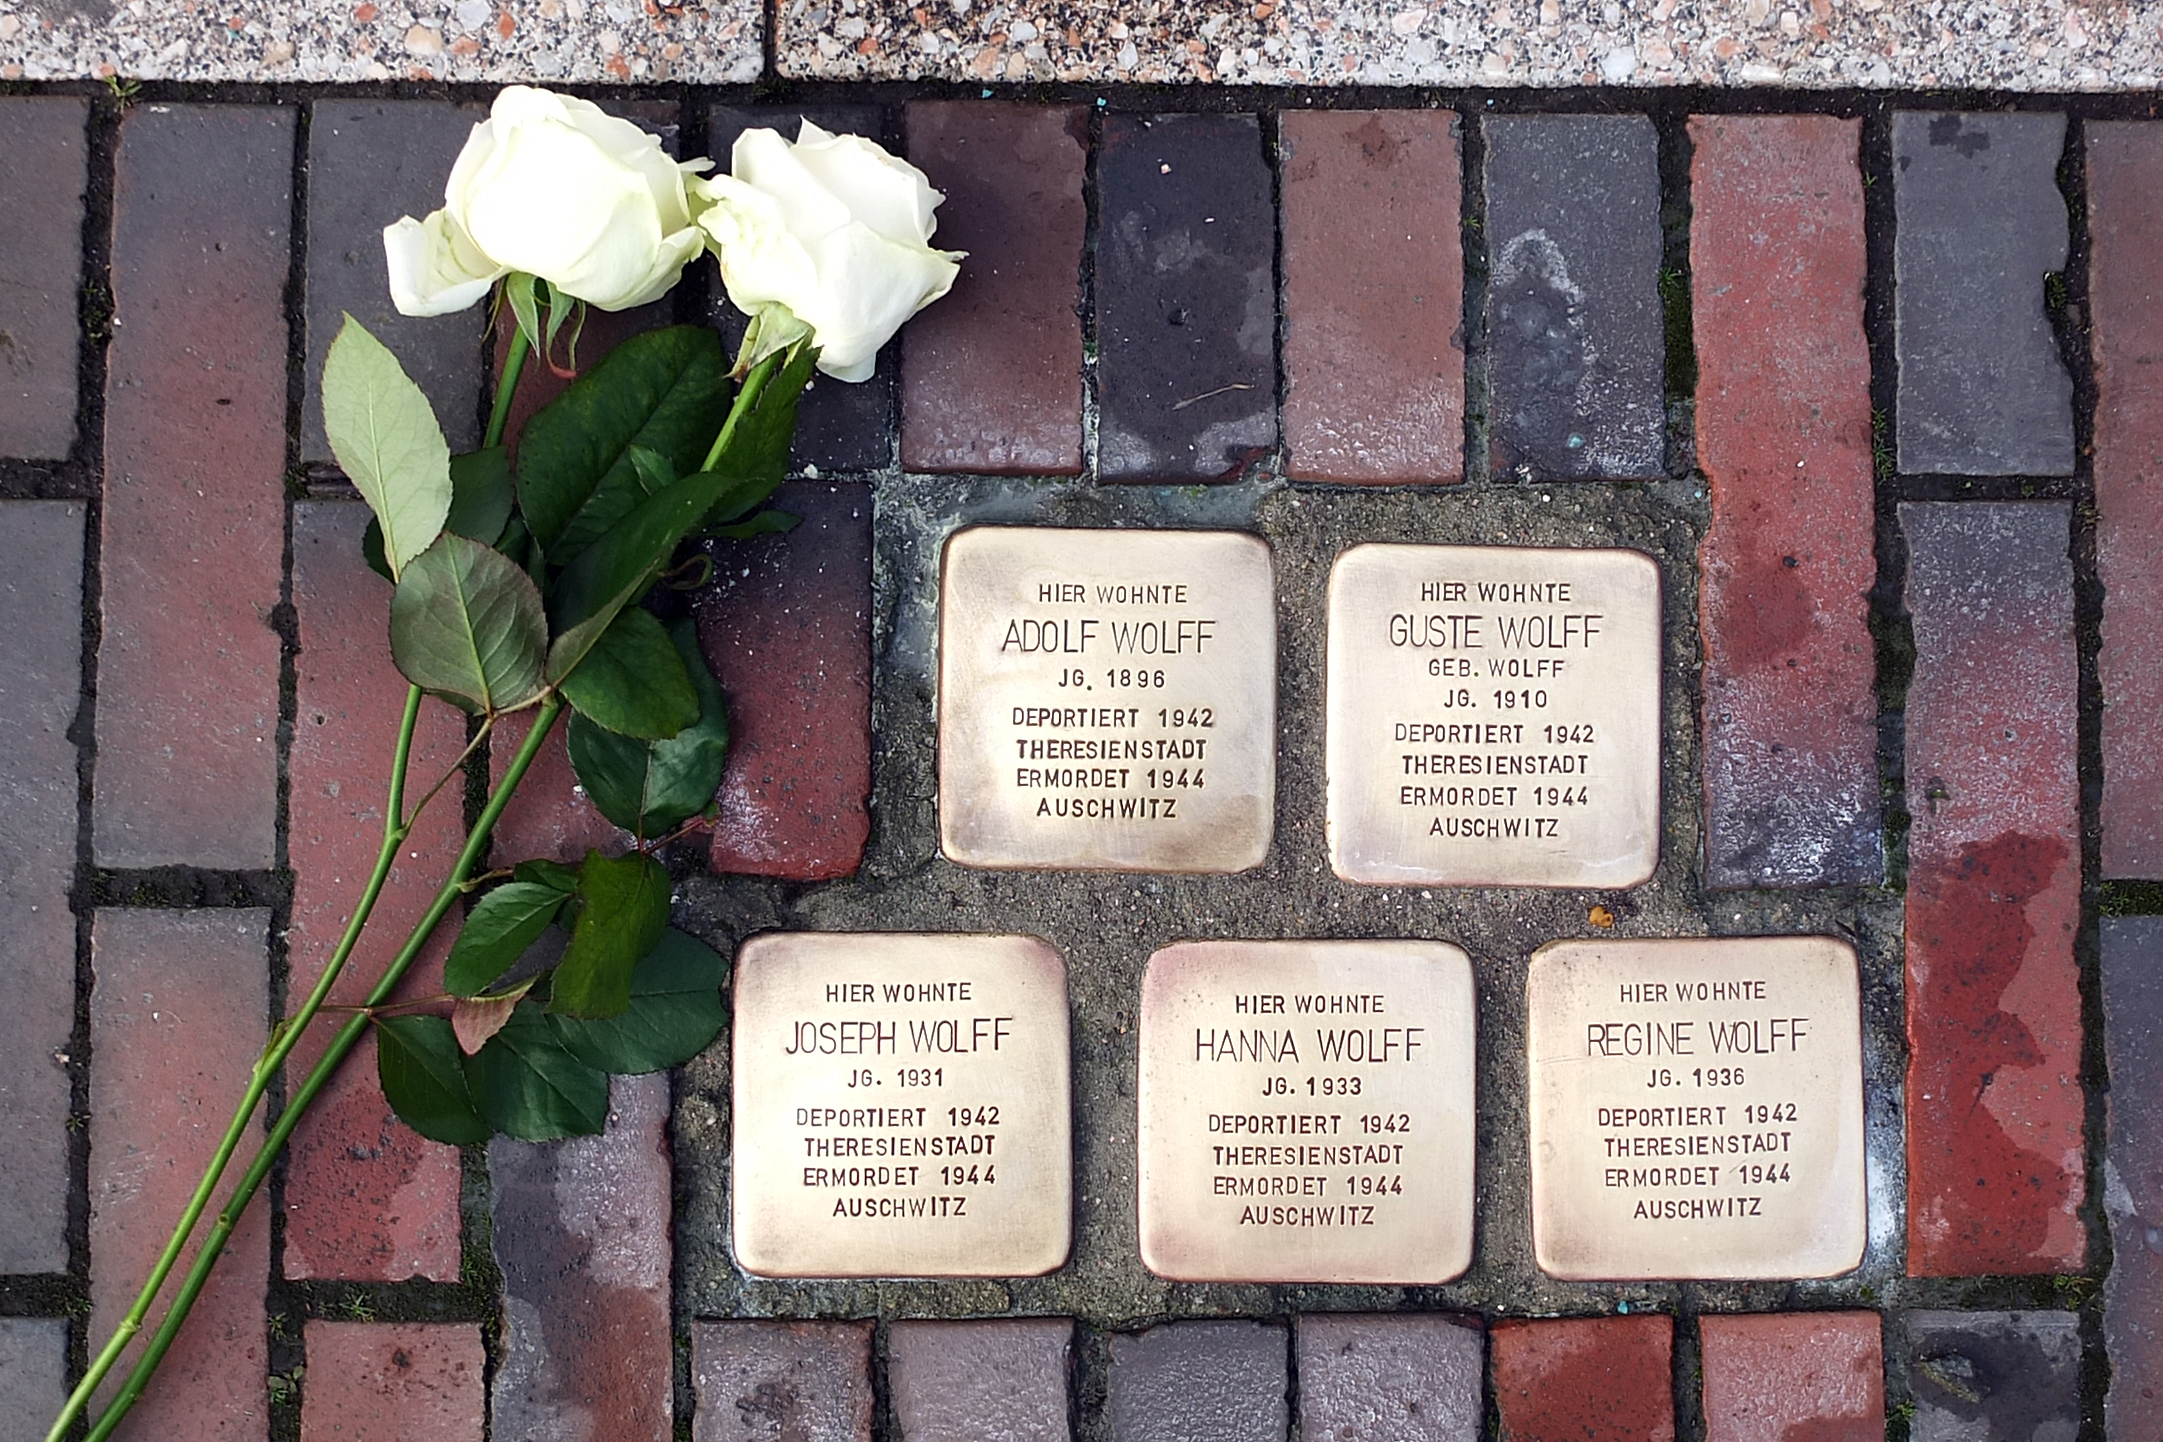 HIER WOHNTE
ADOLF WOLFF
JG. 1896
DEPORTIERT 1942
THERESIENSTADT
ERMORDET 1944
AUSCHWITZ
HIER WOHNTE
GUSTE WOLFF
GEB. WOLFF
JG. 1910
DEPORTIERT 1942
THERESIENSTADT
ERMORDET 1944
AUSCHWITZ
HIER WOHNTE
JOSEPH WOLFF
JG. 1931
DEPORTIERT 1942
THERESIENSTADT
ERMORDET 1944
AUSCHWITZ
HIER WOHNTE
HANNA WOLFF
JG. 1933
DEPORTIERT 1942
THERESIENSTADT
ERMORDET 1944
AUSCHWITZ
HIER WOHNTE
REGINE WOLFF
JG. 1936
DEPORTIERT 1942
THERESIENSTADT
ERMORDET 1944
AUSCHWITZ